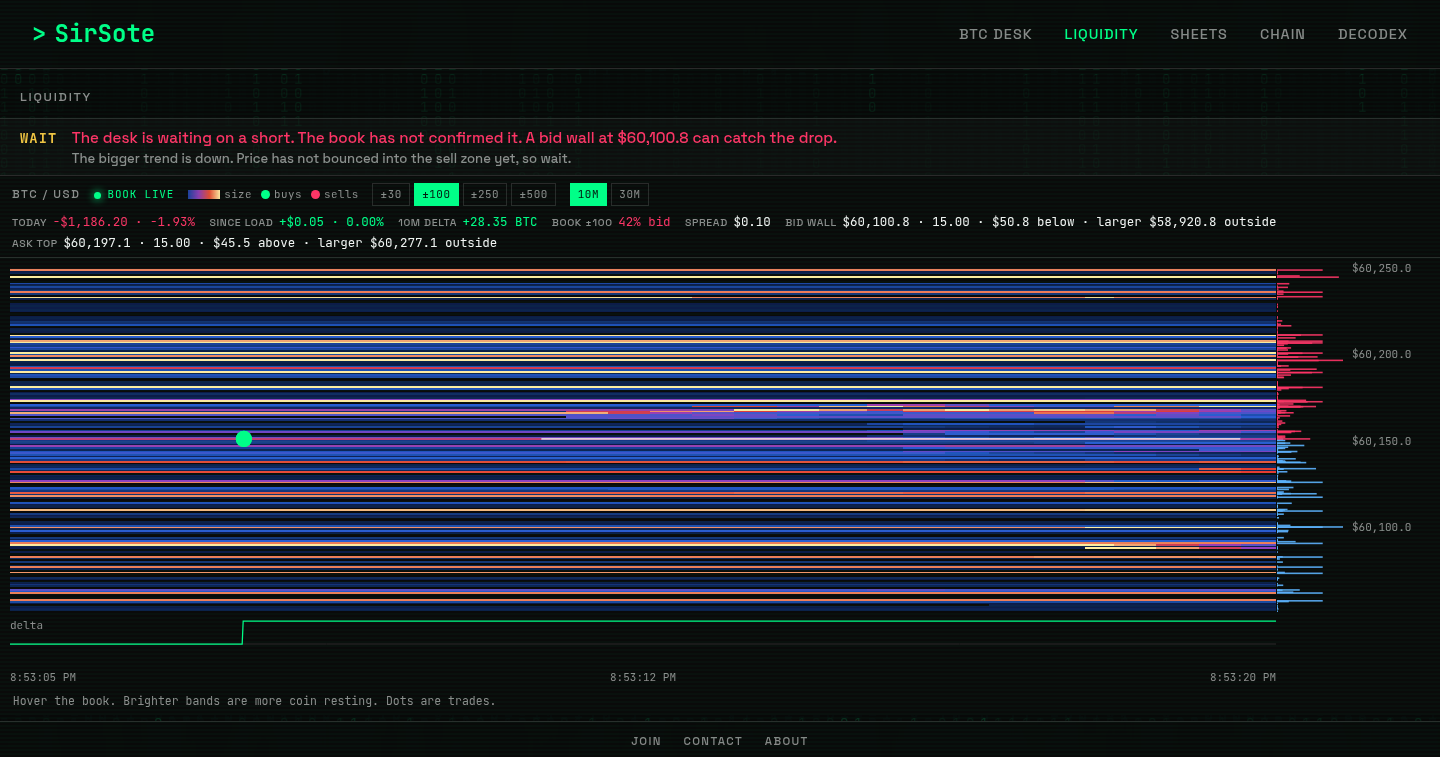 > SirSote
BTC DESK LIQUIDITY SHEETS CHAIN DECODEX
LIQUIDITY
WAIT The desk is waiting on a short. The book has not confirmed it. A bid wall at $60,100.8 can catch the drop.
The bigger trend is down. Price has not bounced into the sell zone yet, so wait.
BTC / USD BOOK LIVE size buys sells ±30 ±100 ±250 ±500 10M 30M
TODAY -$1,186.20 · -1.93% SINCE LOAD +$0.05 · 0.00% 10M DELTA +28.35 BTC BOOK ±100 42% bid SPREAD $0.10 BID WALL $60,100.8 · 15.00 · $50.8 below · larger $58,920.8 outside
ASK TOP $60,197.1 · 15.00 · $45.5 above · larger $60,277.1 outside
$60,250.0
$60,200.0
$60,150.0
$60,100.0
delta
8:53:05 PM 8:53:12 PM 8:53:20 PM
Hover the book. Brighter bands are more coin resting. Dots are trades.
JOIN CONTACT ABOUT